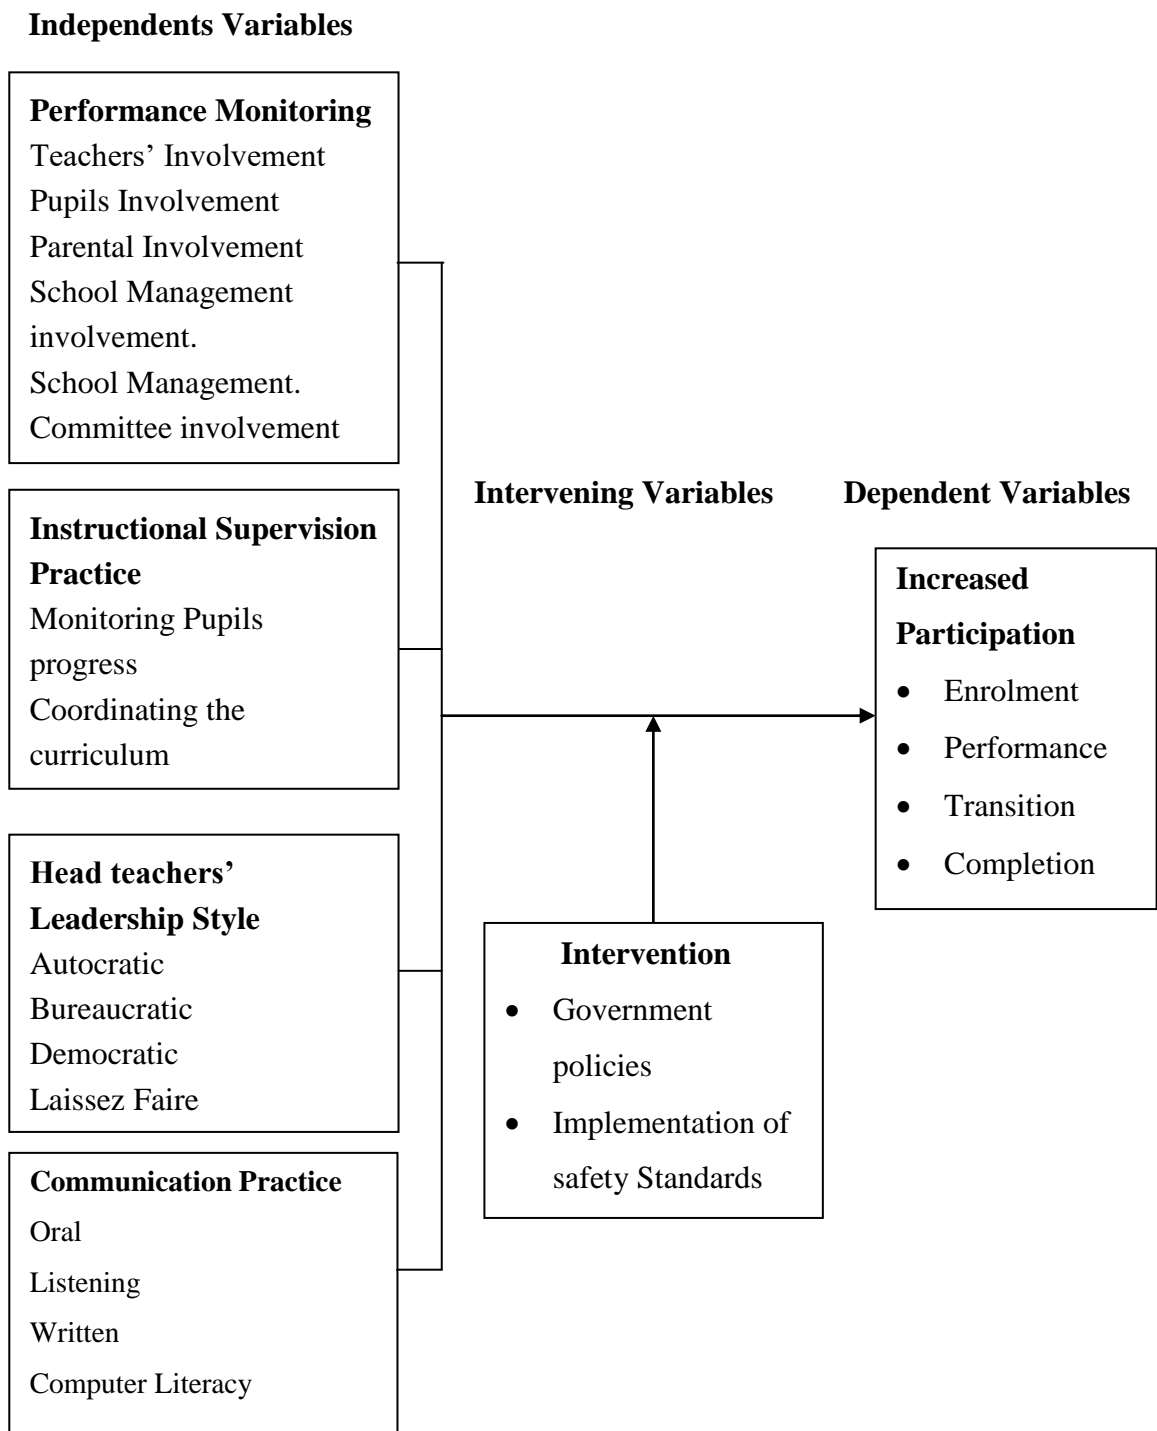 Independents Variables
Performance Monitoring
Teachers’ Involvement
Pupils Involvement
Parental Involvement
School Management
involvement.
School Management.
Committee involvement
Instructional Supervision
Practice
Monitoring Pupils
progress
Coordinating the
curriculum
Head teachers’
Leadership Style
Autocratic
Bureaucratic
Democratic
Laissez Faire
Communication Practice
Oral
Listening
Written
Computer Literacy
Intervening Variables
Intervention
• Government
policies
• Implementation of
safety Standards
Dependent Variables
Increased
Participation
• Enrolment
• Performance
• Transition
• Completion